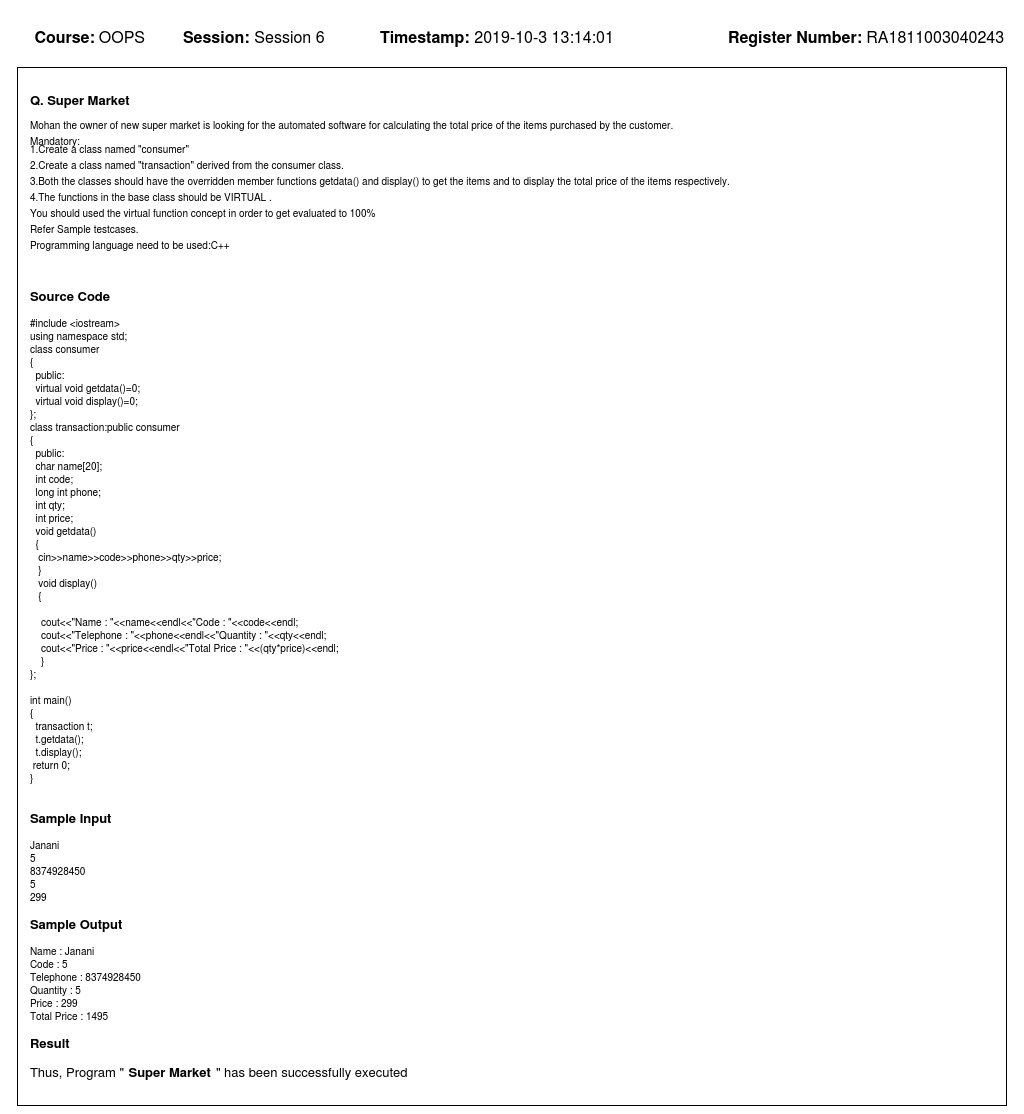 Course: OOPS Session: Session 6 Timestamp: 2019-10-3 13:14:01 Register Number: RA1811003040243
Q. Super Market
Mohan the owner of new super market is looking for the automated software for calculating the total price of the items purchased by the customer.
Mandatory:
1.Create a class named "consumer"
2.Create a class named "transaction" derived from the consumer class.
3.Both the classes should have the overridden member functions getdata() and display() to get the items and to display the total price of the items respectively.
4.The functions in the base class should be VIRTUAL .
You should used the virtual function concept in order to get evaluated to 100%
Refer Sample testcases.
Programming language need to be used:C++
Source Code
#include <iostream>
using namespace std;
class consumer
{
  public:
  virtual void getdata()=0;
  virtual void display()=0;
};
class transaction:public consumer
{
  public:
  char name[20];
  int code;
  long int phone;
  int qty;
  int price;
  void getdata()
  {
   cin>>name>>code>>phone>>qty>>price;
   }
   void display()
   {
    cout<<"Name : "<<name<<endl<<"Code : "<<code<<endl;
    cout<<"Telephone : "<<phone<<endl<<"Quantity : "<<qty<<endl;
    cout<<"Price : "<<price<<endl<<"Total Price : "<<(qty*price)<<endl;
    }
};
int main()
{
  transaction t;
  t.getdata();
  t.display();
 return 0;
}
Sample Input
Janani
5
8374928450
5
299
Sample Output
Name : Janani
Code : 5
Telephone : 8374928450
Quantity : 5
Price : 299
Total Price : 1495
Result
Thus, Program " Super Market " has been successfully executed